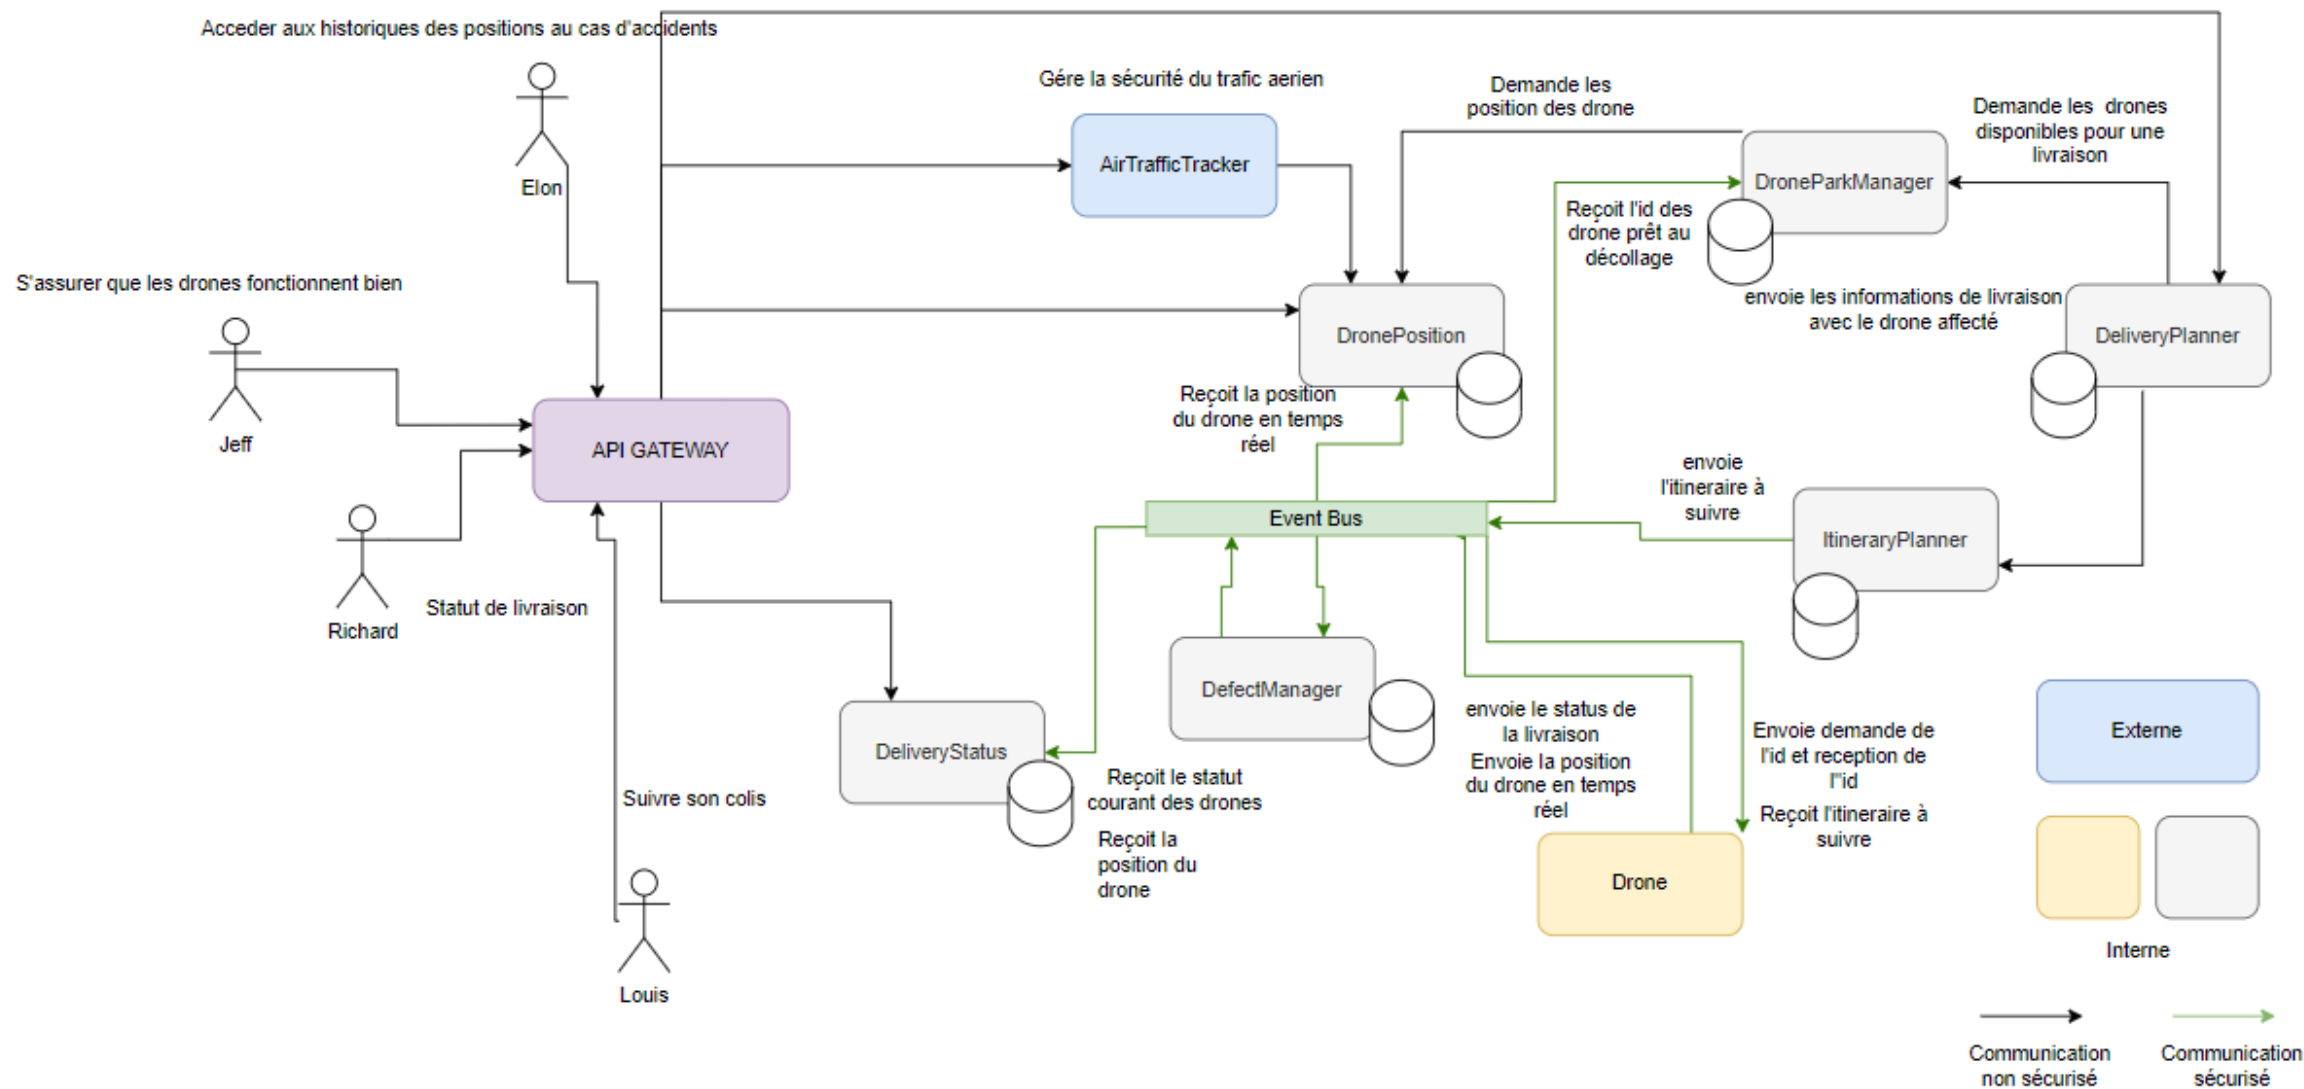 Acceder aux historiques des positions au cas d'accidents
Elon
Gére la sécurité du trafic aerien
AirTrafficTracker
Demande les
position des drone
Demande les  drones
disponibles pour une
livraison
DroneParkManager
Reçoit l'id des
drone prêt au
décollage
S'assurer que les drones fonctionnent bien
Jeff
envoie les informations de livraison
avec le drone affecté
DeliveryPlanner
DronePosition
Reçoit la position
du drone en temps
réel
API GATEWAY
Richard
Statut de livraison
envoie
l'itineraire à
suivre
Event Bus
ItineraryPlanner
DefectManager
DeliveryStatus
Reçoit le statut
courant des drones
Reçoit la
position du
drone
envoie le status de
la livraison
Envoie la position
du drone en temps
réel
Envoie demande de
l'id et reception de
l''id
Reçoit l'itineraire à
suivre
Drone
Suivre son colis
Louis
Externe
Interne
Communication
non sécurisé
Communication
sécurisé